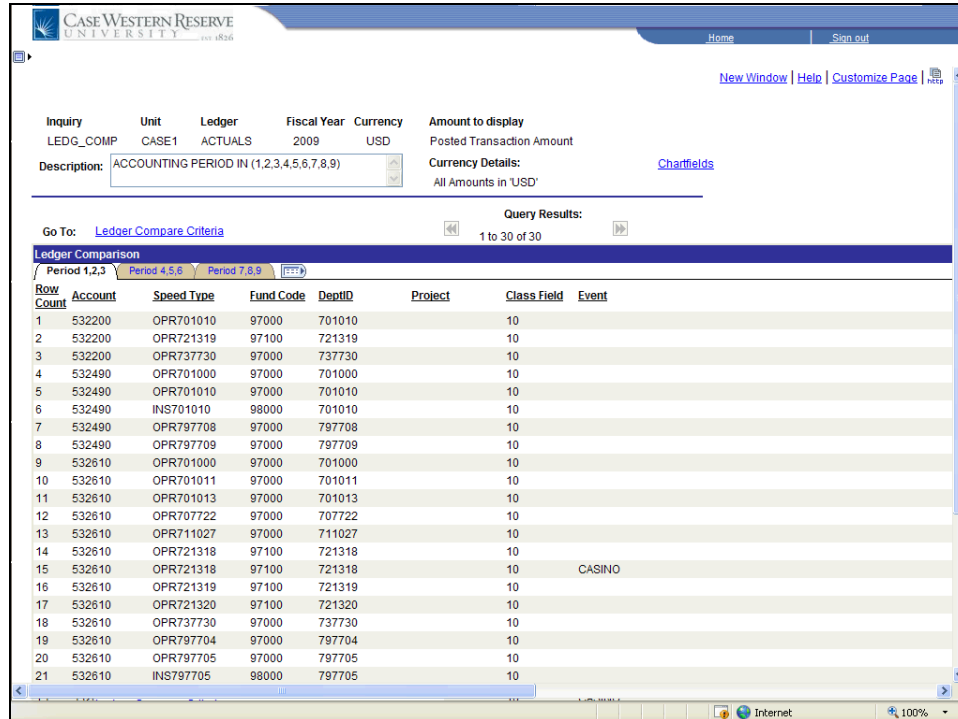 CASE WESTERN RESERVE
UNIVERSITY EST 1826
Home Sign out
New Window | Help | Customize Page | http
Inquiry Unit Ledger Fiscal Year Currency Amount to display
LEDG_COMP CASE1 ACTUALS 2009 USD Posted Transaction Amount
Description: ACCOUNTING PERIOD IN (1,2,3,4,5,6,7,8,9) Currency Details: Chartfields
All Amounts in 'USD'
Query Results:
Go To: Ledger Compare Criteria 1 to 30 of 30
Ledger Comparison
Period 1,2,3 Period 4,5,6 Period 7,8,9
Row Count Account Speed Type Fund Code DeptID Project Class Field Event
1 532200 OPR701010 97000 701010 10
2 532200 OPR721319 97100 721319 10
3 532200 OPR737730 97000 737730 10
4 532490 OPR701000 97000 701000 10
5 532490 OPR701010 97000 701010 10
6 532490 INS701010 98000 701010 10
7 532490 OPR797708 97000 797708 10
8 532490 OPR797709 97000 797709 10
9 532610 OPR701000 97000 701000 10
10 532610 OPR701011 97000 701011 10
11 532610 OPR701013 97000 701013 10
12 532610 OPR707722 97000 707722 10
13 532610 OPR711027 97000 711027 10
14 532610 OPR721318 97100 721318 10
15 532610 OPR721318 97100 721318 10 CASINO
16 532610 OPR721319 97100 721319 10
17 532610 OPR721320 97100 721320 10
18 532610 OPR737730 97000 737730 10
19 532610 OPR797704 97000 797704 10
20 532610 OPR797705 97000 797705 10
21 532610 INS797705 98000 797705 10
Internet 100%